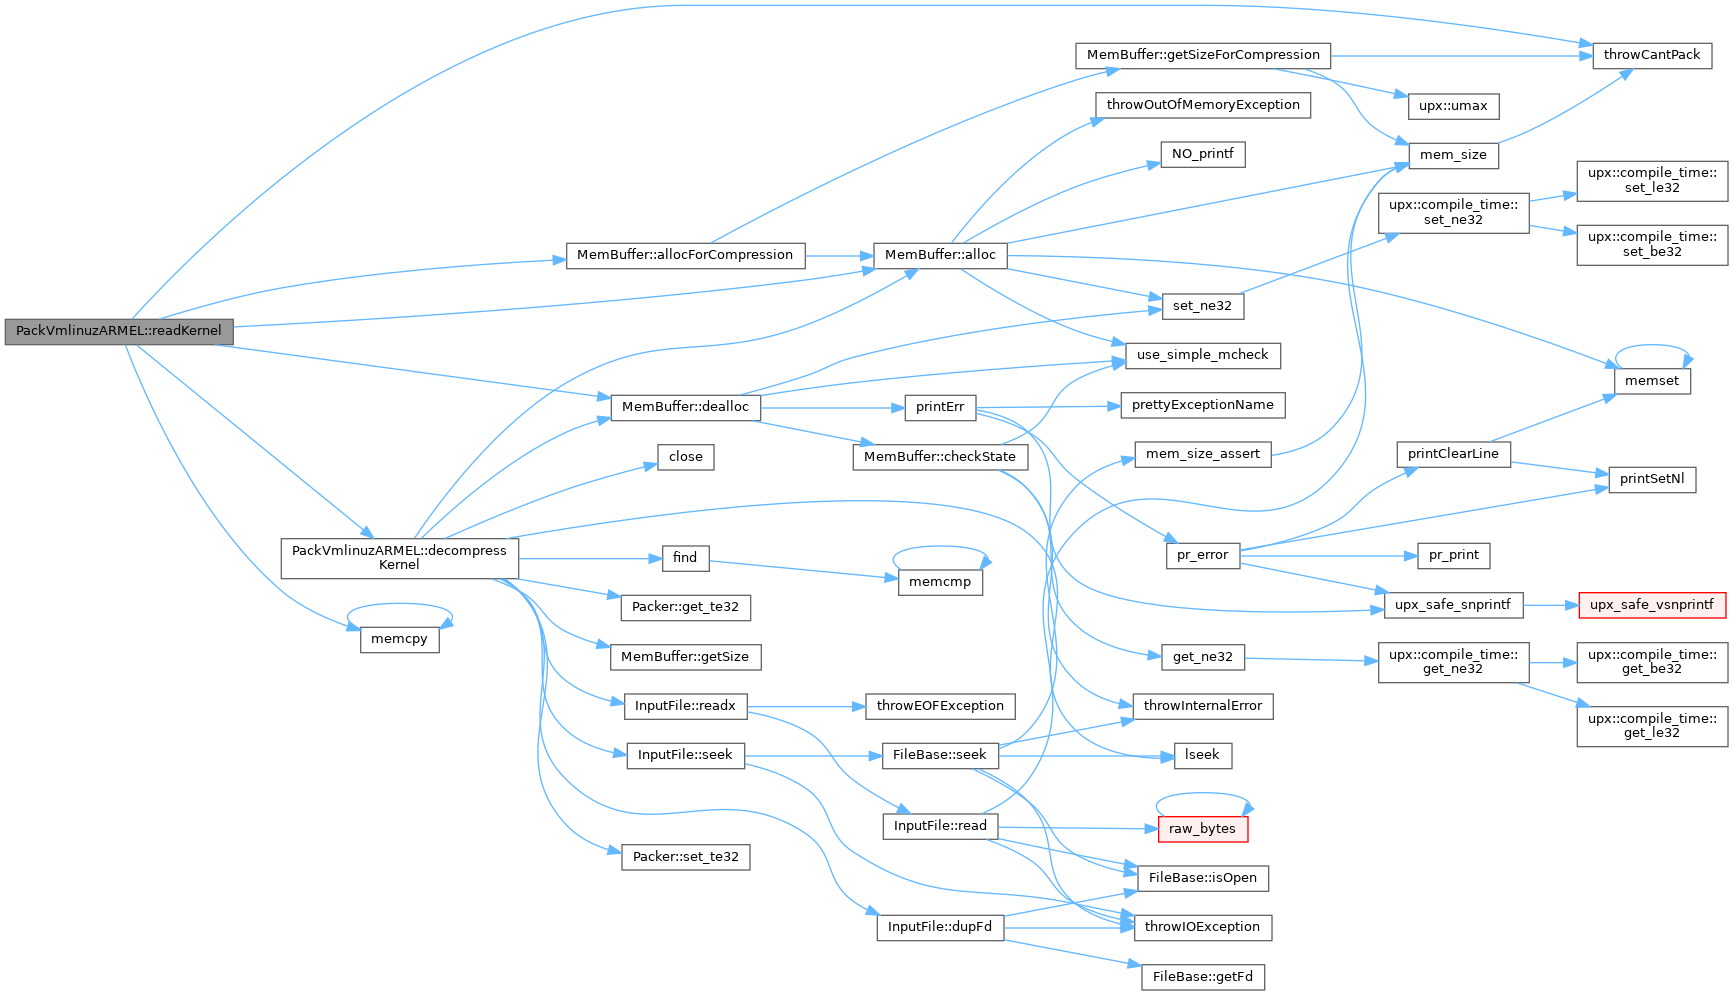 PackVmlinuzARMEL::readKernel
MemBuffer::allocForCompression
MemBuffer::dealloc
PackVmlinuzARMEL::decompress
Kernel
memcpy
close
find
Packer::get_te32
MemBuffer::getSize
InputFile::readx
InputFile::seek
Packer::set_te32
MemBuffer::alloc
printErr
MemBuffer::checkState
memcmp
throwEOFException
FileBase::seek
InputFile::read
InputFile::dupFd
MemBuffer::getSizeForCompression
throwOutOfMemoryException
NO_printf
set_ne32
use_simple_mcheck
prettyExceptionName
mem_size_assert
pr_error
get_ne32
throwInternalError
lseek
raw_bytes
FileBase::isOpen
throwIOException
FileBase::getFd
upx::umax
mem_size
upx::compile_time::
set_ne32
printClearLine
pr_print
upx_safe_snprintf
upx::compile_time::
get_ne32
throwCantPack
upx::compile_time::
set_le32
upx::compile_time::
set_be32
memset
printSetNl
upx_safe_vsnprintf
upx::compile_time::
get_be32
upx::compile_time::
get_le32